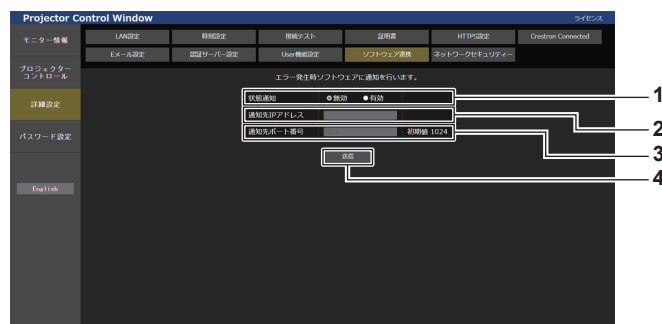 Projector Control Window
ライセンス
モニター情報
プロジェクター
コントロール
詳細設定
パスワード設定
English
LAN設定 時刻設定 接続テスト 証明書 HTTPS設定 Crestron Connected
Eメール設定 認証サーバー設定 User機能設定 ソフトウェア連携 ネットワークセキュリティー
エラー発生時ソフトウェアに通知を行います。
状態通知 無効 有効 1
通知先IPアドレス 2
通知先ポート番号 初期値 1024 3
送信 4